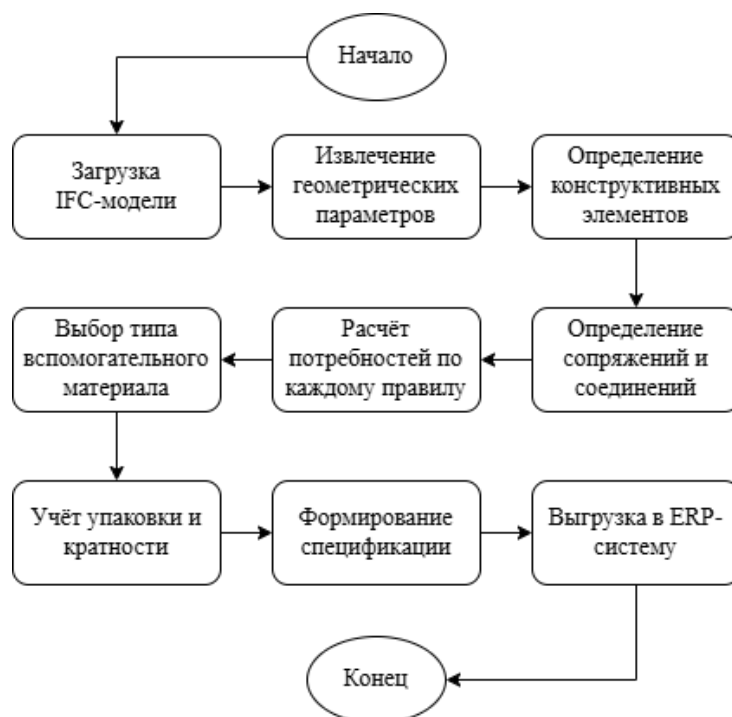 Начало
Загрузка
IFC-модели
Извлечение
геометрических
параметров
Определение
конструктивных
элементов
Определение
сопряжений и
соединений
Расчёт
потребностей по
каждому правилу
Выбор типа
вспомогательного
материала
Учёт упаковки и
кратности
Формирование
спецификации
Выгрузка в ERP-
систему
Конец